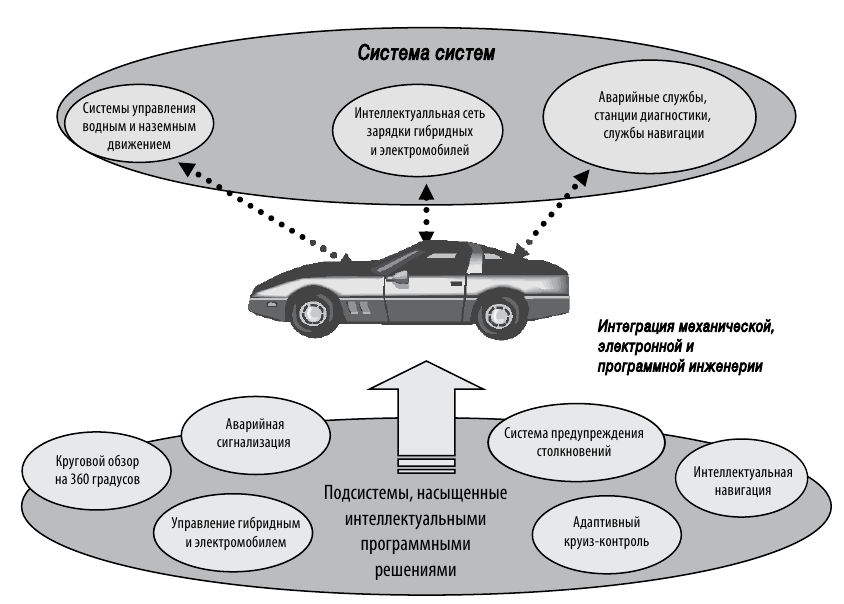 Система систем
Системы управления
водным и наземным
движением
Интеллектуалльная сеть
зарядки гибридных
и электромобилей
Аварийные службы,
станции диагностики,
службы навигации
Интеграция механической,
электронной и
программной инженерии
Аварийная
сигнализация
Круговой обзор
на 360 градусов
Управление гибридным
и электромобилем
Подсистемы, насыщенные
интеллектуальными
программными
решениями
Система предупреждения
столкновений
Интеллектуальная
навигация
Адаптивный
круиз-контроль